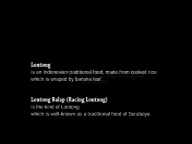 Lontong
is an Indonesian traditional food, made from cooked rice
which is wraped by banana leaf.
Lontong Balap (Racing Lontong)
is the kind of Lontong
which is well-known as a traditional food of Surabaya.